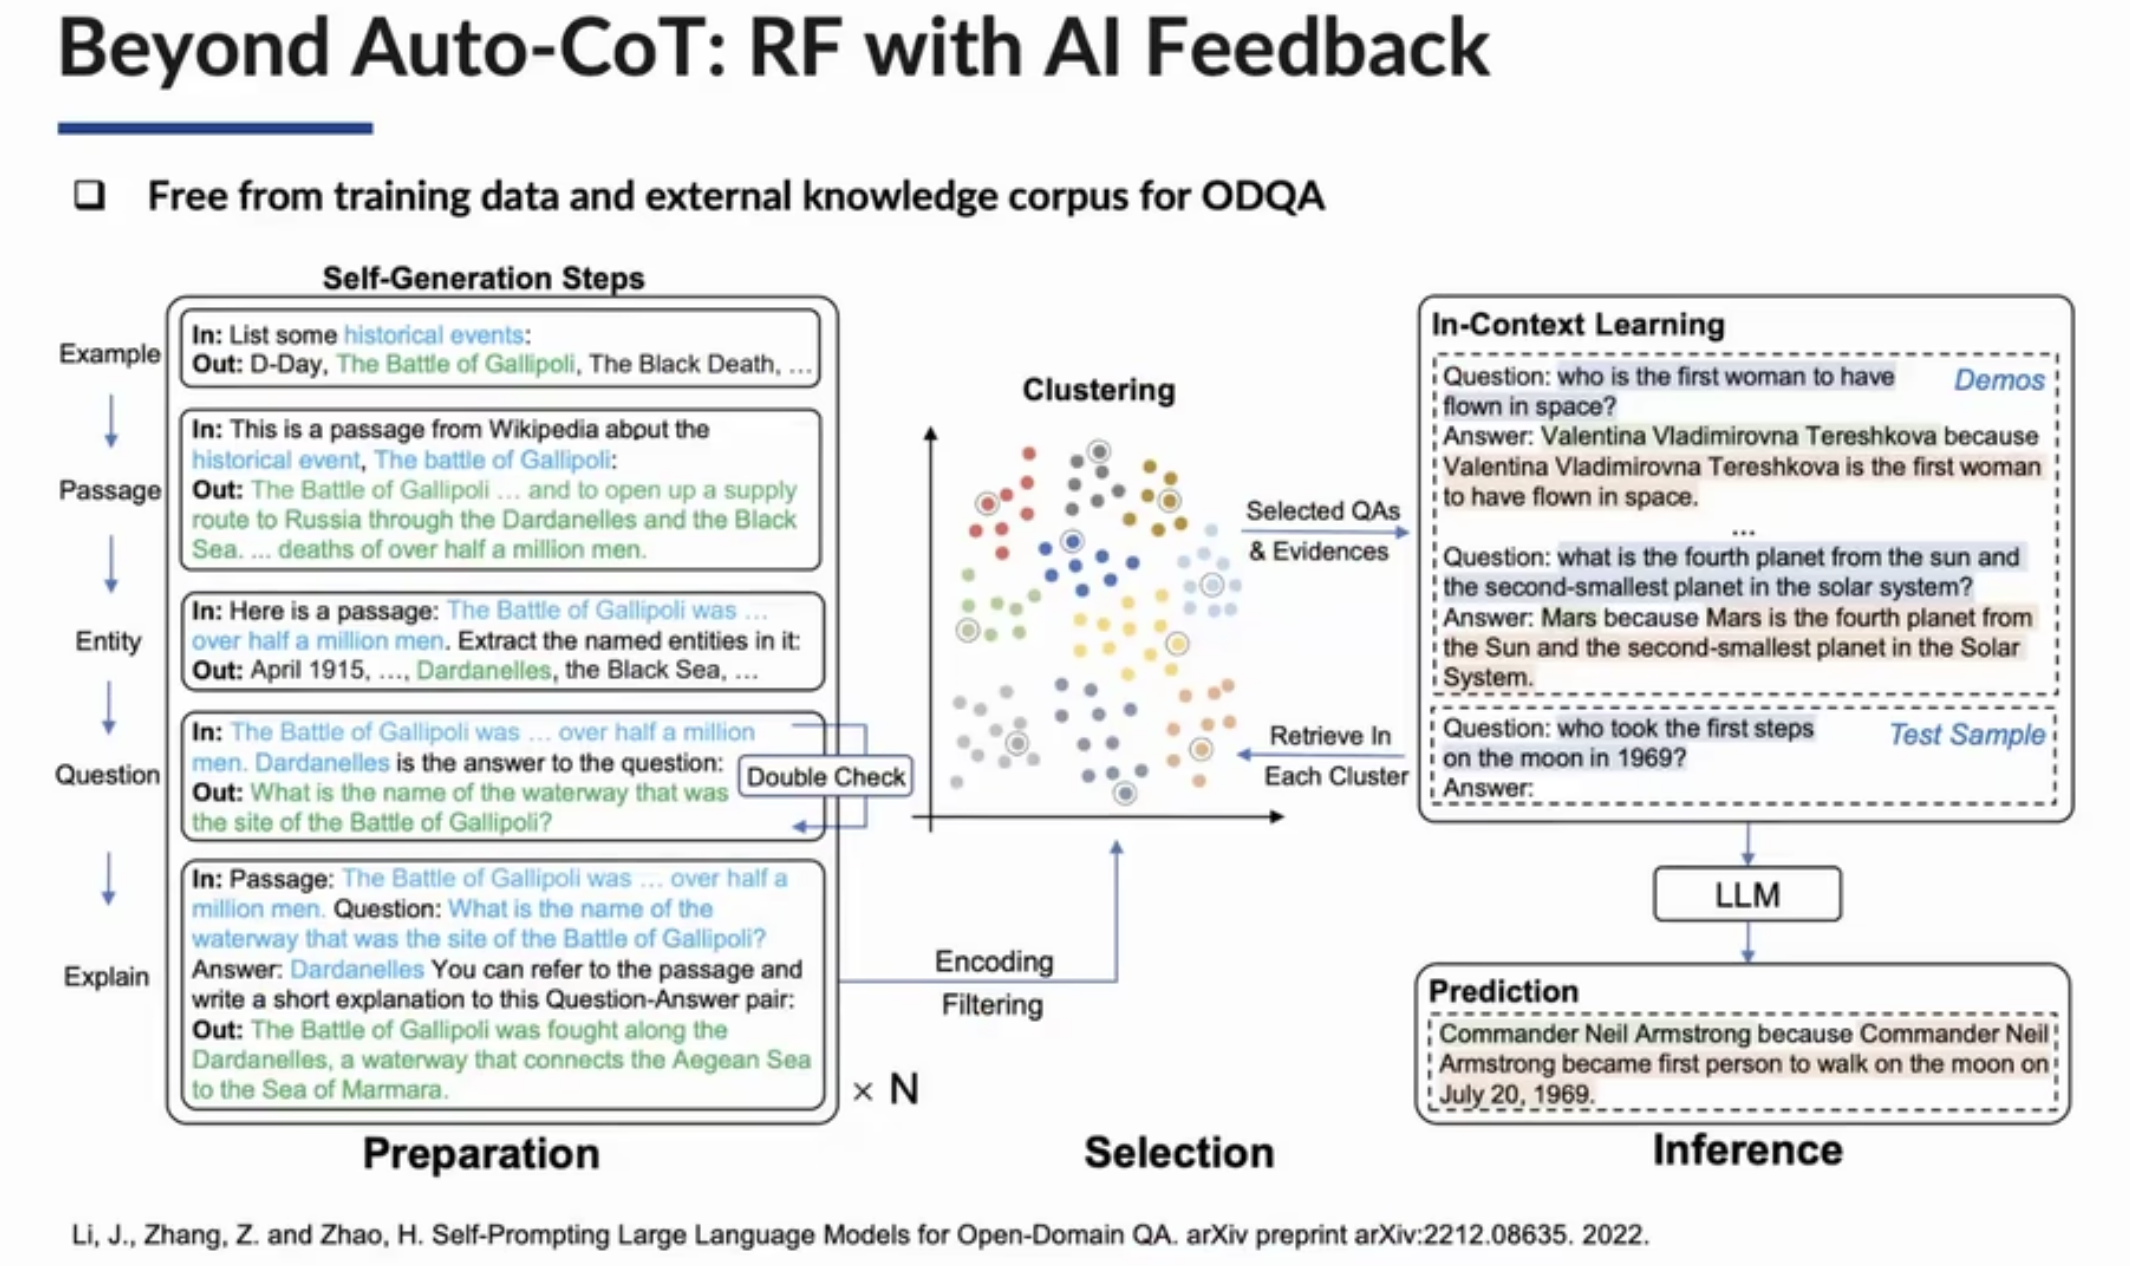 Beyond Auto-CoT: RF with AI Feedback
❑ Free from training data and external knowledge corpus for ODQA
Self-Generation Steps
Example
In: List some historical events:
Out: D-Day, The Battle of Gallipoli, The Black Death, ...
Passage
In: This is a passage from Wikipedia about the
historical event, The battle of Gallipoli:
Out: The Battle of Gallipoli ... and to open up a supply
route to Russia through the Dardanelles and the Black
Sea. ... deaths of over half a million men.
Entity
In: Here is a passage: The Battle of Gallipoli was ...
over half a million men. Extract the named entities in it:
Out: April 1915, ..., Dardanelles, the Black Sea, ...
Question
In: The Battle of Gallipoli was ... over half a million
men. Dardanelles is the answer to the question:
Out: What is the name of the waterway that was
the site of the Battle of Gallipoli?
Double Check
Explain
In: Passage: The Battle of Gallipoli was ... over half a
million men. Question: What is the name of the
waterway that was the site of the Battle of Gallipoli?
Answer: Dardanelles You can refer to the passage and
write a short explanation to this Question-Answer pair:
Out: The Battle of Gallipoli was fought along the
Dardanelles, a waterway that connects the Aegean Sea
to the Sea of Marmara.
× N
Preparation
Clustering
Encoding
Filtering
Selected QAs
& Evidences
Retrieve In
Each Cluster
Selection
In-Context Learning
Demos
Question: who is the first woman to have
flown in space?
Answer: Valentina Vladimirovna Tereshkova because
Valentina Vladimirovna Tereshkova is the first woman
to have flown in space.
...
Question: what is the fourth planet from the sun and
the second-smallest planet in the solar system?
Answer: Mars because Mars is the fourth planet from
the Sun and the second-smallest planet in the Solar
System.
Test Sample
Question: who took the first steps
on the moon in 1969?
Answer:
LLM
Prediction
Commander Neil Armstrong because Commander Neil
Armstrong became first person to walk on the moon on
July 20, 1969.
Inference
Li, J., Zhang, Z. and Zhao, H. Self-Prompting Large Language Models for Open-Domain QA. arXiv preprint arXiv:2212.08635. 2022.